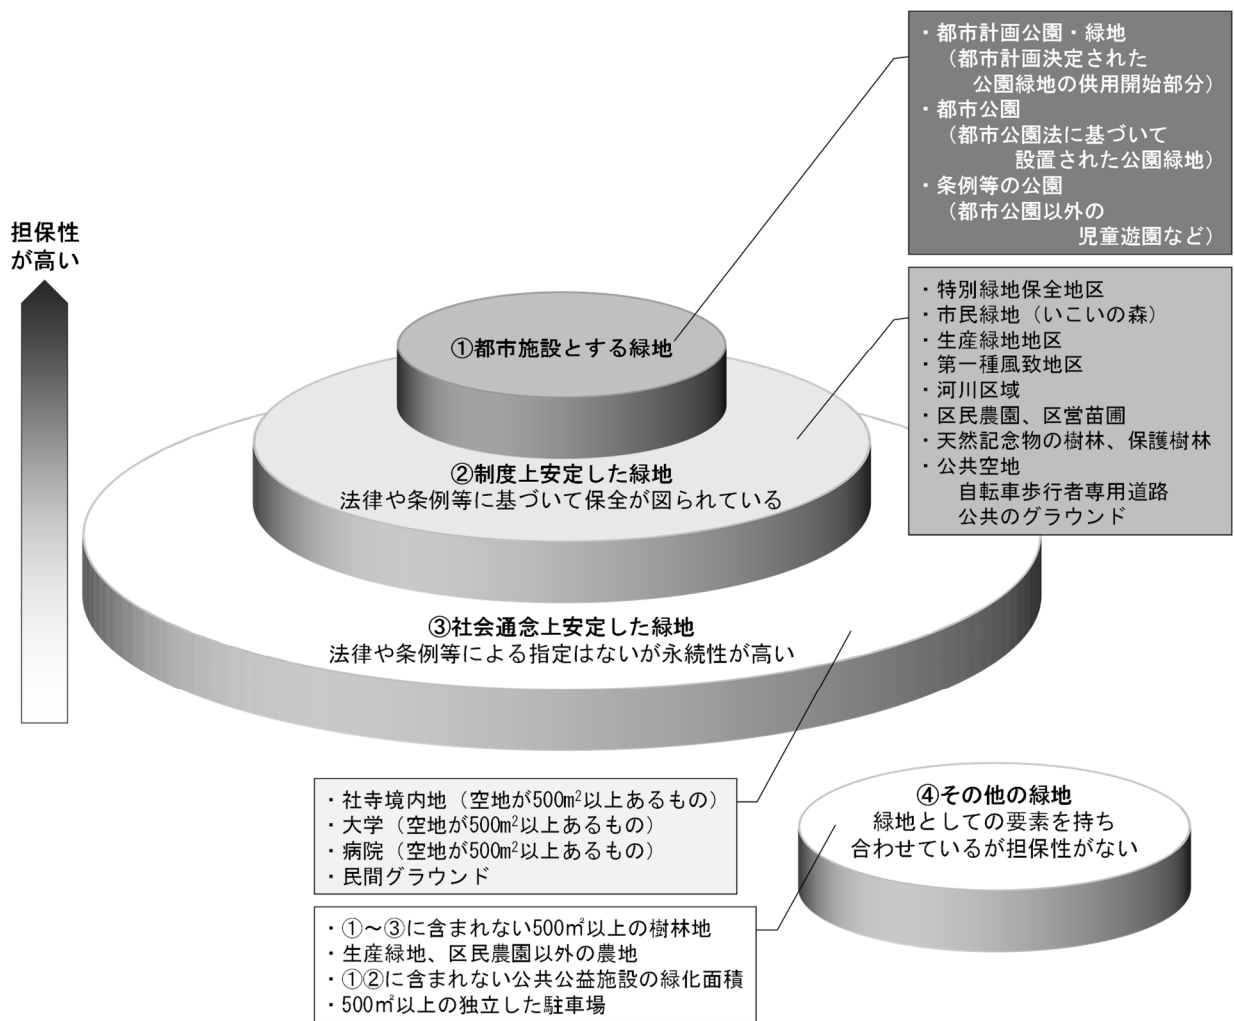 ・都市計画公園・緑地
（都市計画決定された
公園緑地の供用開始部分）
・都市公園
（都市公園法に基づいて
設置された公園緑地）
・条例等の公園
（都市公園以外の
児童遊園など）
担保性
が高い
・特別緑地保全地区
・市民緑地（いこいの森）
・生産緑地地区
・第一種風致地区
・河川区域
・区民農園、区営苗圃
・天然記念物の樹林、保護樹林
・公共空地
自転車歩行者専用道路
公共のグラウンド
①都市施設とする緑地
②制度上安定した緑地
法律や条例等に基づいて保全が図られている
③社会通念上安定した緑地
法律や条例等による指定はないが永続性が高い
・社寺境内地（空地が500m²以上あるもの）
・大学（空地が500m²以上あるもの）
・病院（空地が500m²以上あるもの）
・民間グラウンド
④その他の緑地
緑地としての要素を持ち
合わせているが担保性がない
・①～③に含まれない500㎡以上の樹林地
・生産緑地、区民農園以外の農地
・①②に含まれない公共公益施設の緑化面積
・500㎡以上の独立した駐車場